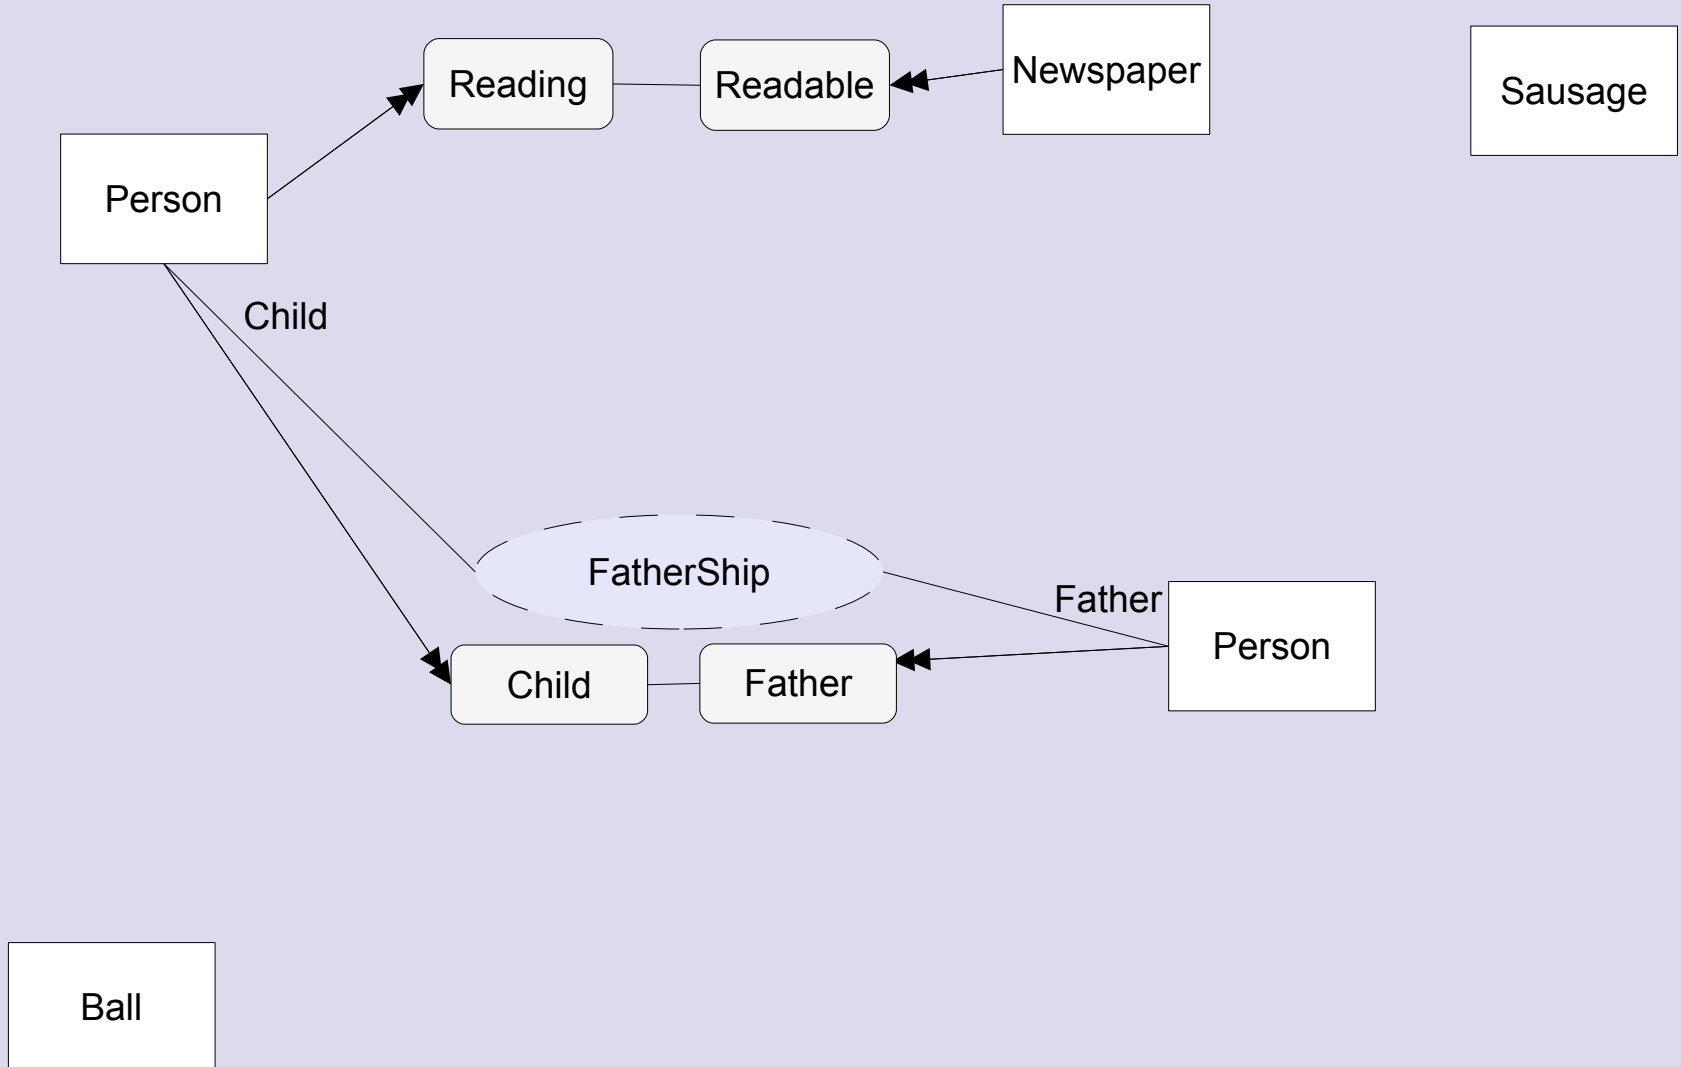 Reading
Readable
Newspaper
Sausage
Person
Child
FatherShip
Father
Person
Child
Father
Ball